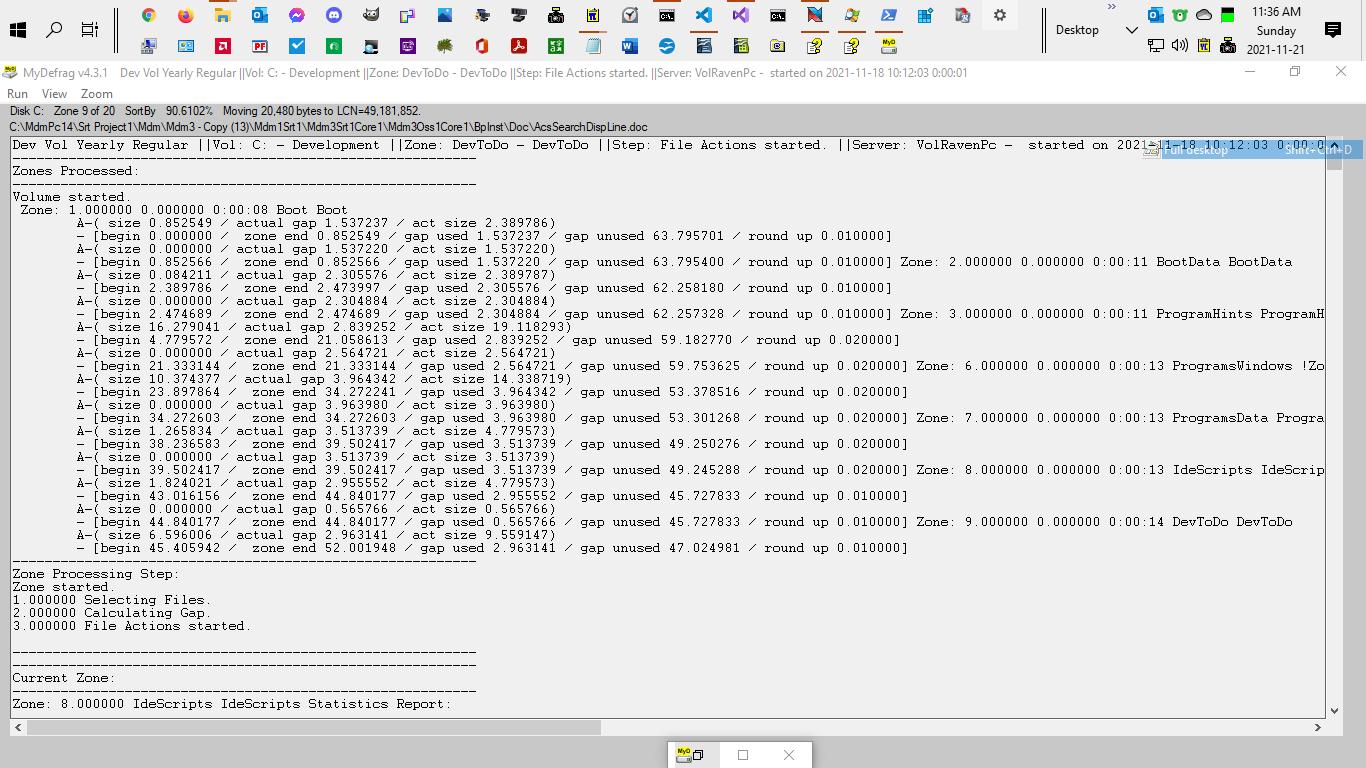 Desktop
»
11:36 AM
Sunday
2021-11-21
MyDefrag v4.3.1 Dev Vol Yearly Regular ||Vol: C: - Development ||Zone: DevToDo - DevToDo ||Step: File Actions started. ||Server: VolRavenPc - started on 2021-11-18 10:12:03 0:00:01
Run View Zoom
Disk C: Zone 9 of 20 SortBy 90.6102% Moving 20,480 bytes to LCN=49,181,852.
C:\MdmPc14\Srt Project1\Mdm\Mdm3 - Copy (13)\Mdm1Srt1\Mdm3Srt1Core1\Mdm3Oss1Core1\BpInst\Doc\AcsSearchDispLine.doc
Dev Vol Yearly Regular ||Vol: C: - Development ||Zone: DevToDo - DevToDo ||Step: File Actions started. ||Server: VolRavenPc - started on 2021-11-18 10:12:03 0:00:0
Full desktop Shift+Ctrl+D
----------------------------------------------------------
Zones Processed:
----------------------------------------------------------
Volume started.
Zone: 1.000000 0.000000 0:00:08 Boot Boot
A-( size 0.852549 / actual gap 1.537237 / act size 2.389786)
- [begin 0.000000 / zone end 0.852549 / gap used 1.537237 / gap unused 63.795701 / round up 0.010000]
A-( size 0.000000 / actual gap 1.537220 / act size 1.537220)
- [begin 0.852566 / zone end 0.852566 / gap used 1.537220 / gap unused 63.795400 / round up 0.010000] Zone: 2.000000 0.000000 0:00:11 BootData BootData
A-( size 0.084211 / actual gap 2.305576 / act size 2.389787)
- [begin 2.389786 / zone end 2.473997 / gap used 2.305576 / gap unused 62.258180 / round up 0.010000]
A-( size 0.000000 / actual gap 2.304884 / act size 2.304884)
- [begin 2.474689 / zone end 2.474689 / gap used 2.304884 / gap unused 62.257328 / round up 0.010000] Zone: 3.000000 0.000000 0:00:11 ProgramHints ProgramH
A-( size 16.279041 / actual gap 2.839252 / act size 19.118293)
- [begin 4.779572 / zone end 21.058613 / gap used 2.839252 / gap unused 59.182770 / round up 0.020000]
A-( size 0.000000 / actual gap 2.564721 / act size 2.564721)
- [begin 21.333144 / zone end 21.333144 / gap used 2.564721 / gap unused 59.753625 / round up 0.020000] Zone: 6.000000 0.000000 0:00:13 ProgramsWindows !Zo
A-( size 10.374377 / actual gap 3.964342 / act size 14.338719)
- [begin 23.897864 / zone end 34.272241 / gap used 3.964342 / gap unused 53.378516 / round up 0.020000]
A-( size 0.000000 / actual gap 3.963980 / act size 3.963980)
- [begin 34.272603 / zone end 34.272603 / gap used 3.963980 / gap unused 53.301268 / round up 0.020000] Zone: 7.000000 0.000000 0:00:13 ProgramsData Progra
A-( size 1.265834 / actual gap 3.513739 / act size 4.779573)
- [begin 38.236583 / zone end 39.502417 / gap used 3.513739 / gap unused 49.250276 / round up 0.020000]
A-( size 0.000000 / actual gap 3.513739 / act size 3.513739)
- [begin 39.502417 / zone end 39.502417 / gap used 3.513739 / gap unused 49.245288 / round up 0.020000] Zone: 8.000000 0.000000 0:00:13 IdeScripts IdeScrip
A-( size 1.824021 / actual gap 2.955552 / act size 4.779573)
- [begin 43.016156 / zone end 44.840177 / gap used 2.955552 / gap unused 45.727833 / round up 0.010000]
A-( size 0.000000 / actual gap 0.565766 / act size 0.565766)
- [begin 44.840177 / zone end 44.840177 / gap used 0.565766 / gap unused 45.727833 / round up 0.010000] Zone: 9.000000 0.000000 0:00:14 DevToDo DevToDo
A-( size 6.596006 / actual gap 2.963141 / act size 9.559147)
- [begin 45.405942 / zone end 52.001948 / gap used 2.963141 / gap unused 47.024981 / round up 0.010000]
----------------------------------------------------------
Zone Processing Step:
Zone started.
1.000000 Selecting Files.
2.000000 Calculating Gap.
3.000000 File Actions started.
----------------------------------------------------------
----------------------------------------------------------
Current Zone:
----------------------------------------------------------
Zone: 8.000000 IdeScripts IdeScripts Statistics Report:
MyD